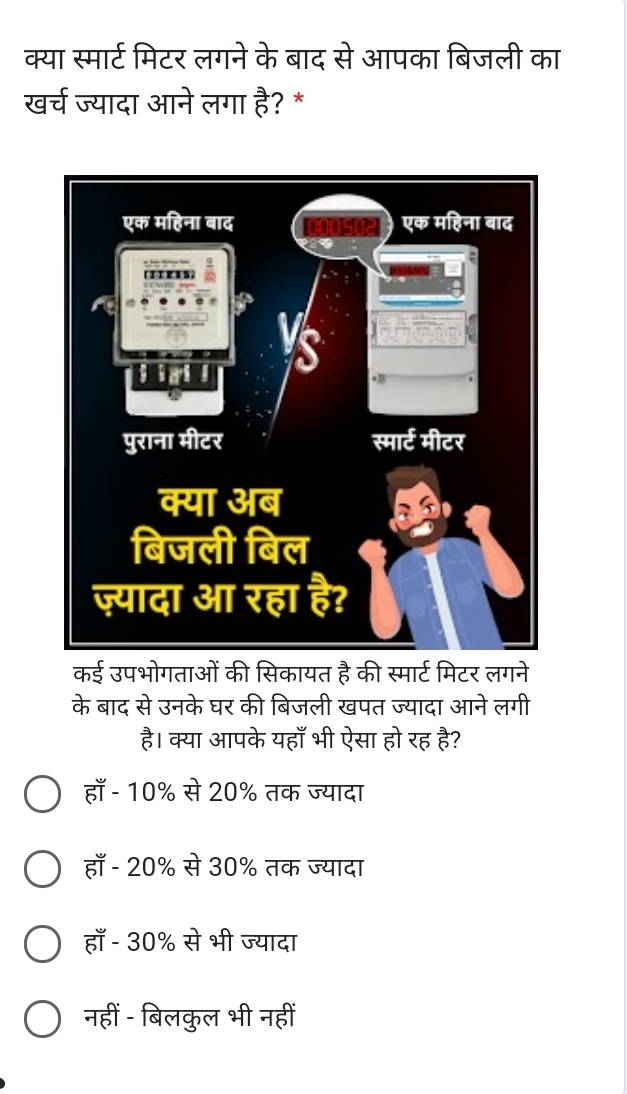 क्या स्मार्ट मिटर लगने के बाद से आपका बिजली का
खर्च ज्यादा आने लगा है? *
एक महिना बाद
000502
एक महिना बाद
VS
पुराना मीटर
स्मार्ट मीटर
क्या अब
बिजली बिल
ज़्यादा आ रहा है?
कई उपभोगताओं की सिकायत है की स्मार्ट मिटर लगने
के बाद से उनके घर की बिजली खपत ज्यादा आने लगी
है। क्या आपके यहाँ भी ऐसा हो रह है?
हाँ - 10% से 20% तक ज्यादा
हाँ - 20% से 30% तक ज्यादा
हाँ - 30% से भी ज्यादा
नहीं - बिलकुल भी नहीं